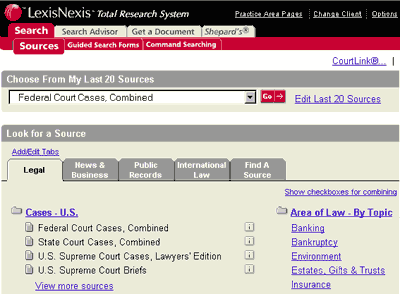 LexisNexis™ Total Research System Practice Area Pages | Change Client | Options
Search Search Advisor Get a Document Shepard's®
Sources Guided Search Forms Command Searching
CourtLink®... |
Choose From My Last 20 Sources
Federal Court Cases, Combined Go Edit Last 20 Sources
Look for a Source
Add/Edit Tabs
Legal News & Business Public Records International Law Find A Source
Show checkboxes for combining
Cases - U.S. Area of Law - By Topic
Federal Court Cases, Combined i Banking
State Court Cases, Combined i Bankruptcy
U.S. Supreme Court Cases, Lawyers' Edition i Environment
U.S. Supreme Court Briefs i Estates, Gifts & Trusts
View more sources Insurance